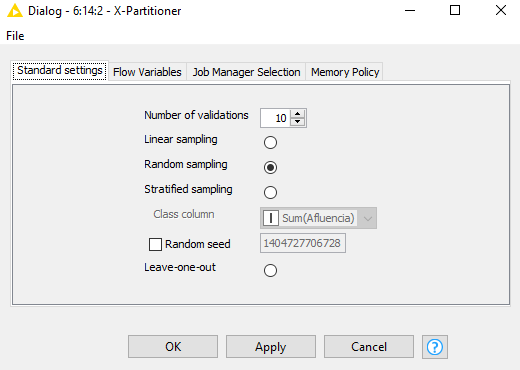 Dialog - 6:14:2 - X-Partitioner
File
Standard settings Flow Variables Job Manager Selection Memory Policy
Number of validations 10
Linear sampling
Random sampling
Stratified sampling
Class column I Sum(Afluencia)
Random seed 1404727706728
Leave-one-out
OK Apply Cancel ?